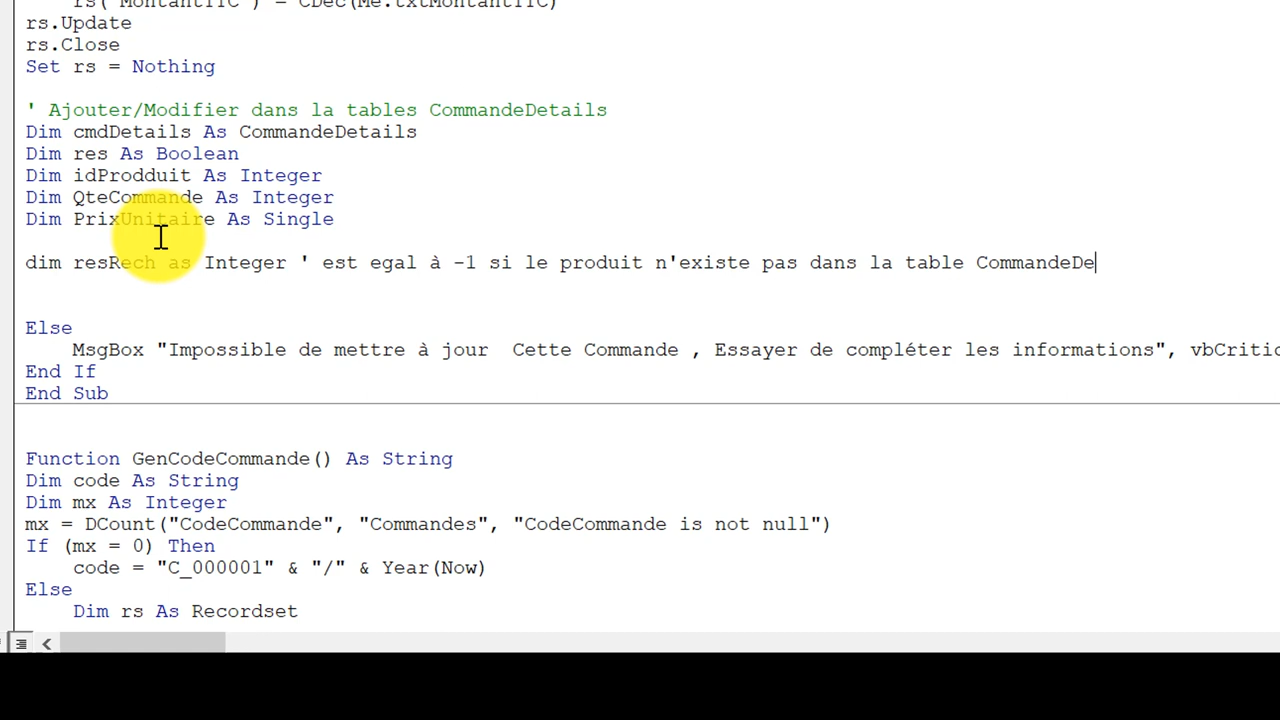 rs("MontantTTC") = CDec(Me.txtMontantTTC)
rs.Update
rs.Close
Set rs = Nothing
' Ajouter/Modifier dans la tables CommandeDetails
Dim cmdDetails As CommandeDetails
Dim res As Boolean
Dim idProdduit As Integer
Dim QteCommande As Integer
Dim PrixUnitaire As Single
dim resRech as Integer ' est egal à -1 si le produit n'existe pas dans la table CommandeDe
Else
MsgBox "Impossible de mettre à jour  Cette Commande , Essayer de compléter les informations", vbCritic
End If
End Sub
Function GenCodeCommande() As String
Dim code As String
Dim mx As Integer
mx = DCount("CodeCommande", "Commandes", "CodeCommande is not null")
If (mx = 0) Then
code = "C_000001" & "/" & Year(Now)
Else
Dim rs As Recordset